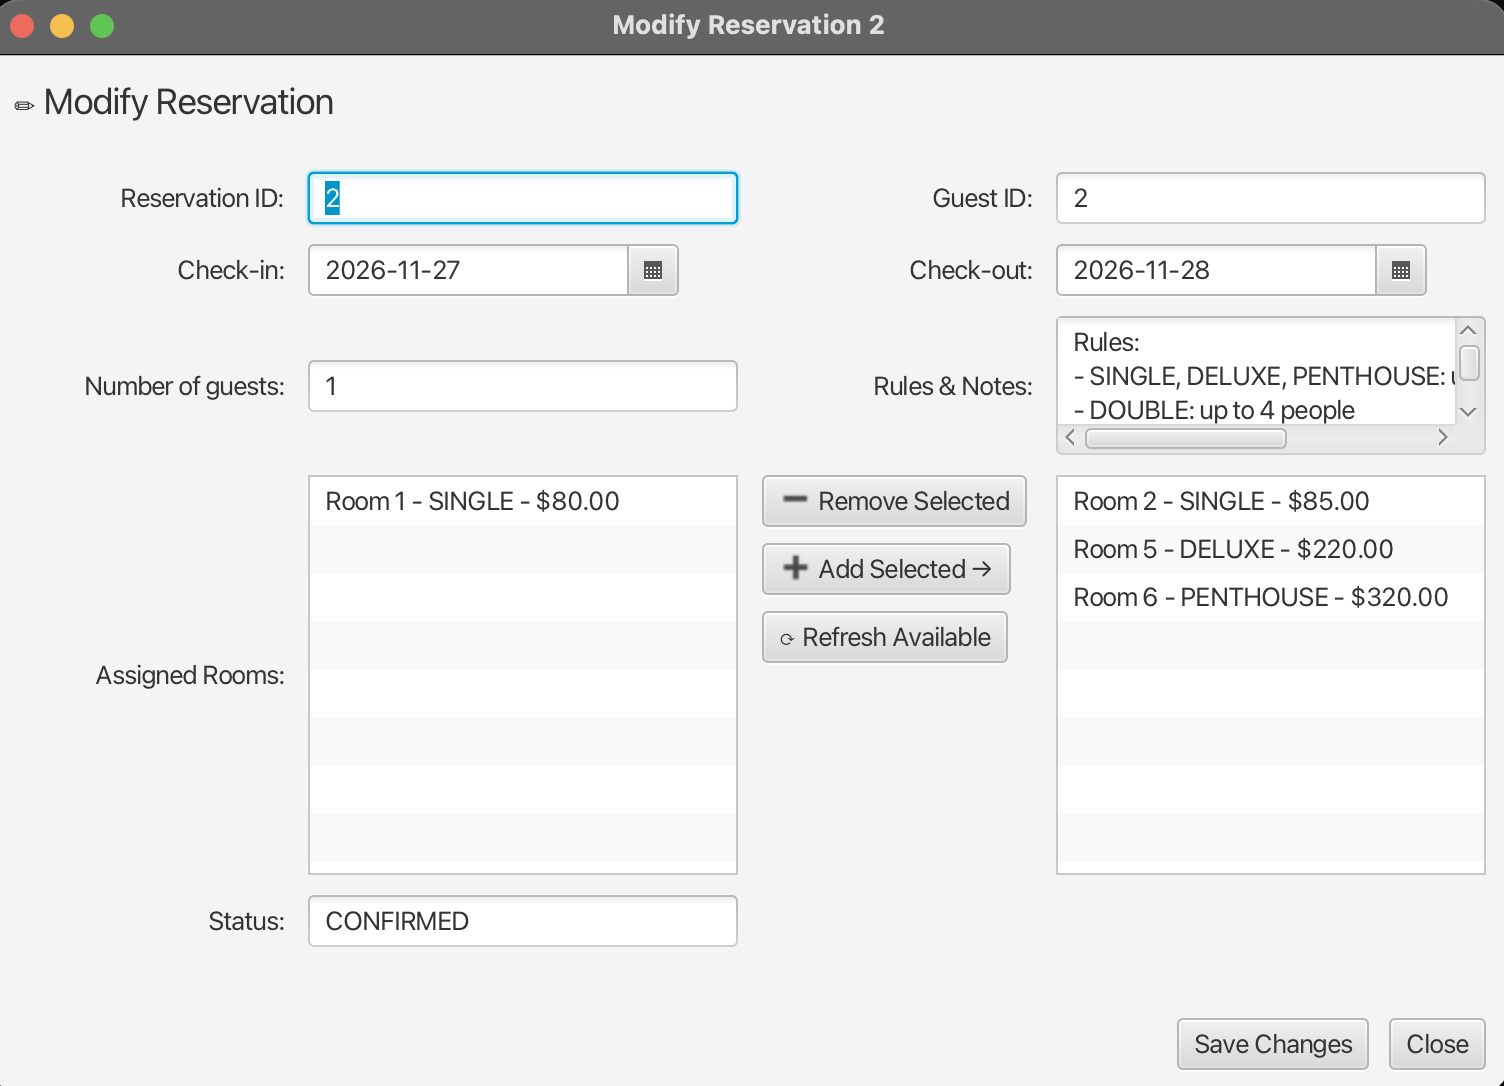 Modify Reservation 2
✏ Modify Reservation
Reservation ID: 2
Guest ID: 2
Check-in: 2026-11-27
Check-out: 2026-11-28
Number of guests: 1
Rules & Notes:
Rules:
- SINGLE, DELUXE, PENTHOUSE:
- DOUBLE: up to 4 people
Assigned Rooms:
Room 1 - SINGLE - $80.00
➖ Remove Selected
➕ Add Selected →
⟳ Refresh Available
Room 2 - SINGLE - $85.00
Room 5 - DELUXE - $220.00
Room 6 - PENTHOUSE - $320.00
Status: CONFIRMED
Save Changes
Close